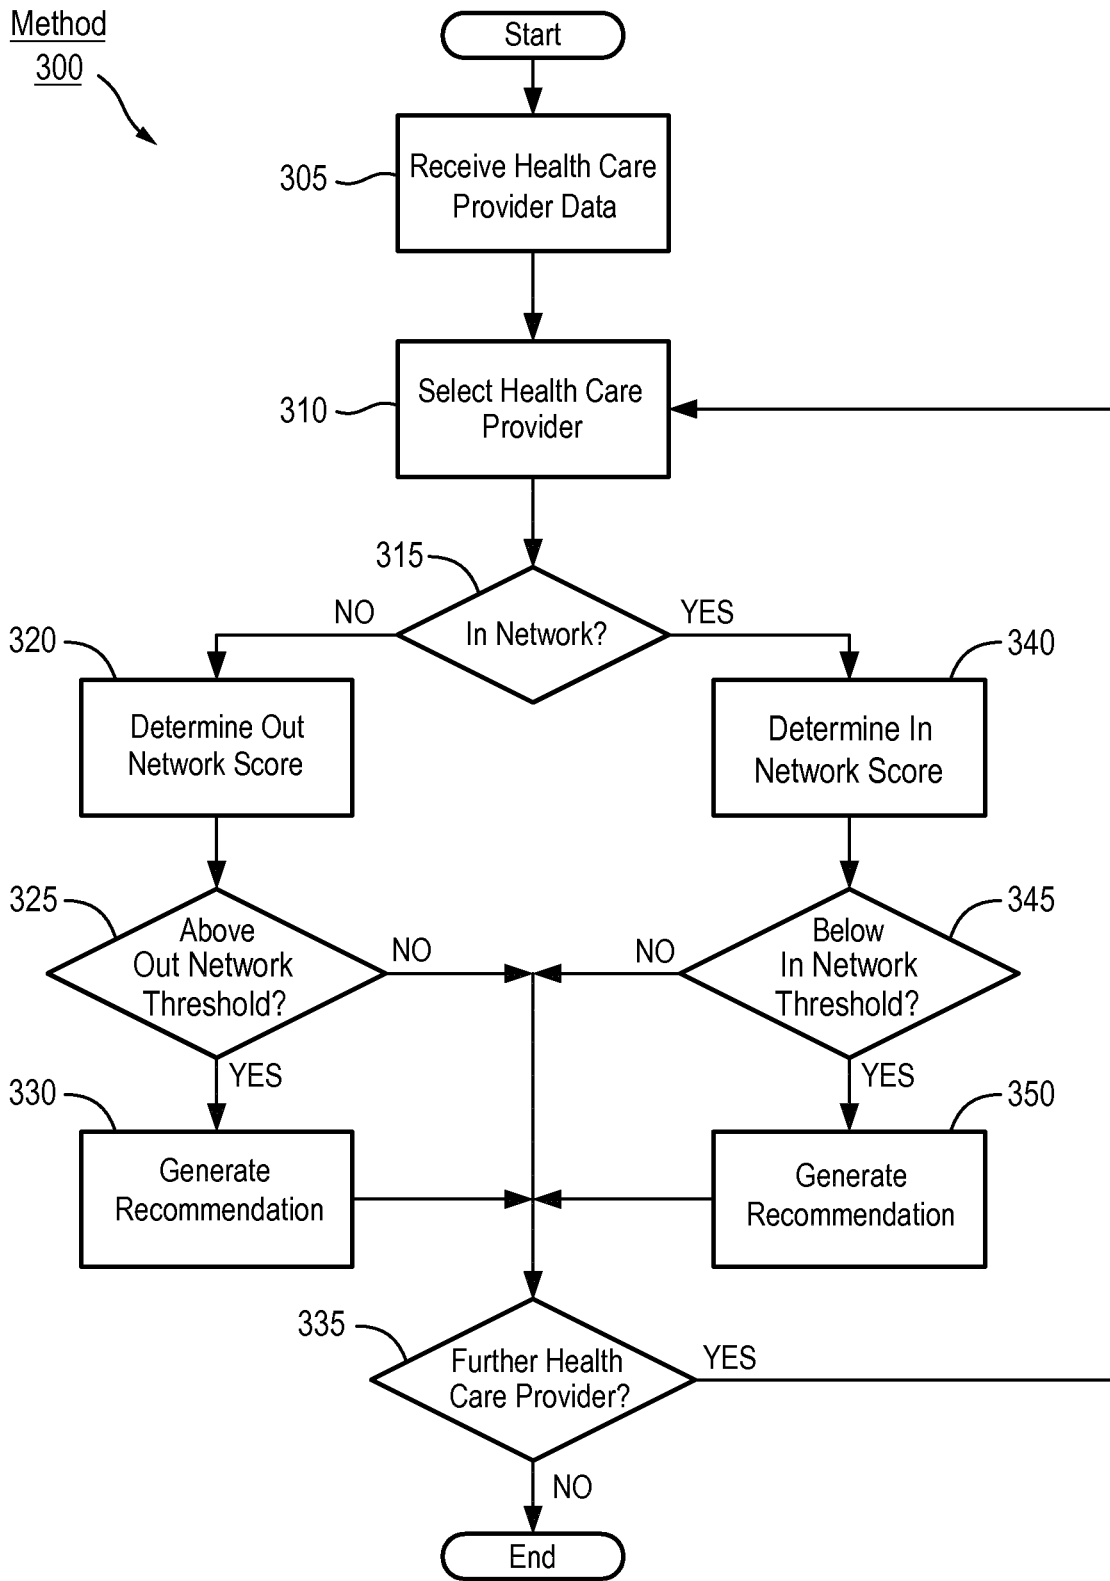 Method
300
Start
305
Receive Health Care
Provider Data
310
Select Health Care
Provider
315
In Network?
NO
YES
320
Determine Out
Network Score
340
Determine In
Network Score
325
Above
Out Network
Threshold?
NO
YES
345
Below
In Network
Threshold?
NO
YES
330
Generate
Recommendation
350
Generate
Recommendation
335
Further Health
Care Provider?
YES
NO
End